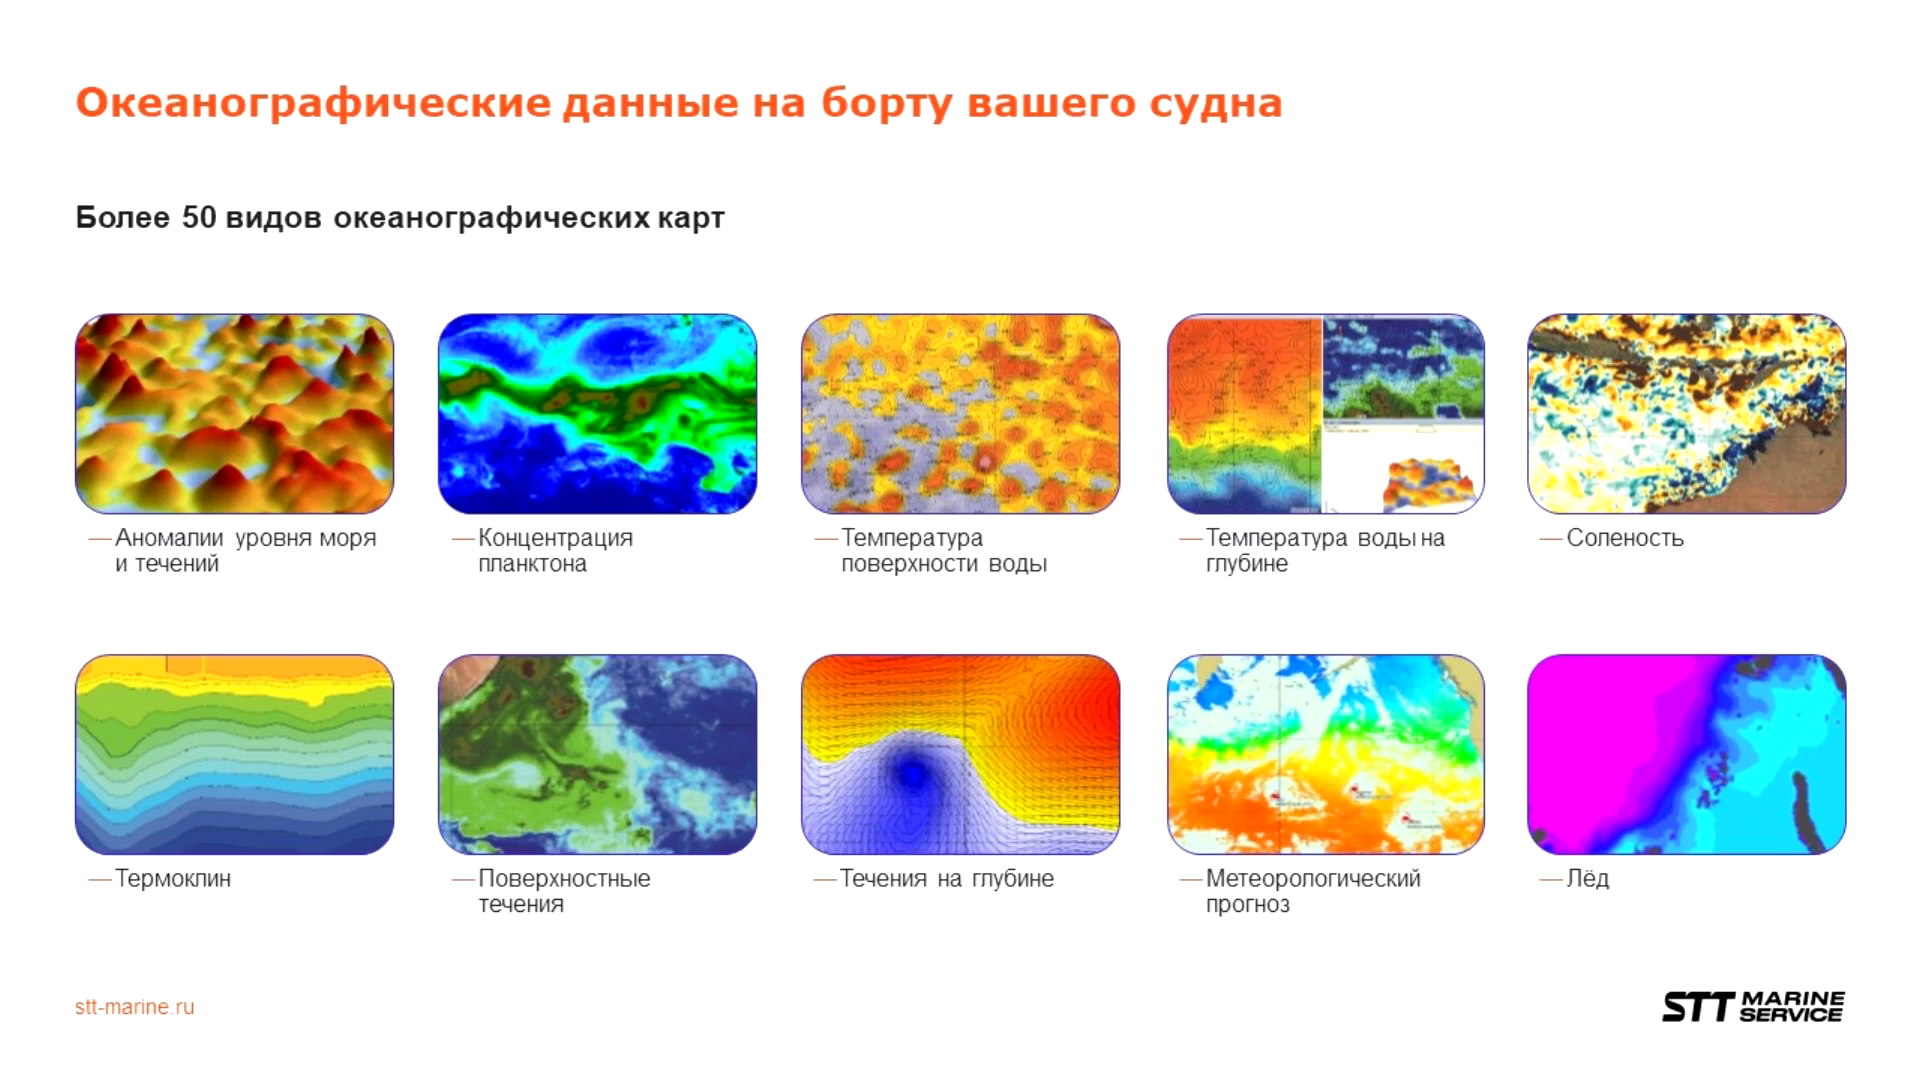 Океанографические данные на борту вашего судна
Более 50 видов океанографических карт
— Аномалии уровня моря
и течений
— Концентрация
планктона
— Температура
поверхности воды
— Температура воды на
глубине
— Соленость
— Термоклин
— Поверхностные
течения
— Течения на глубине
— Метеорологический
прогноз
— Лёд
stt-marine.ru
STT MARINE
SERVICE